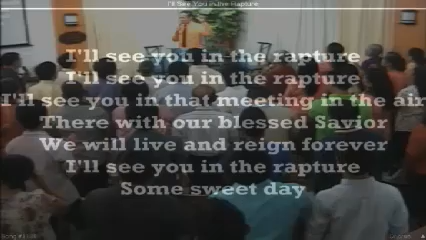 I'll See You in the Rapture
I'll see you in the rapture
I'll see you in the rapture
I'll see you in that meeting in the air
There with our blessed Savior
We will live and reign forever
I'll see you in the rapture
Some sweet day